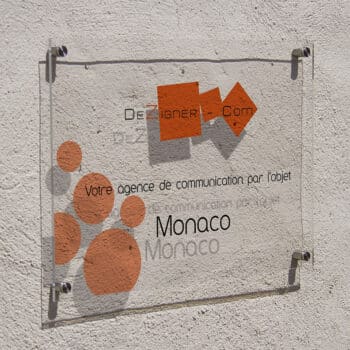 DeZigner - Com
Votre agence de communication par l'objet
Monaco